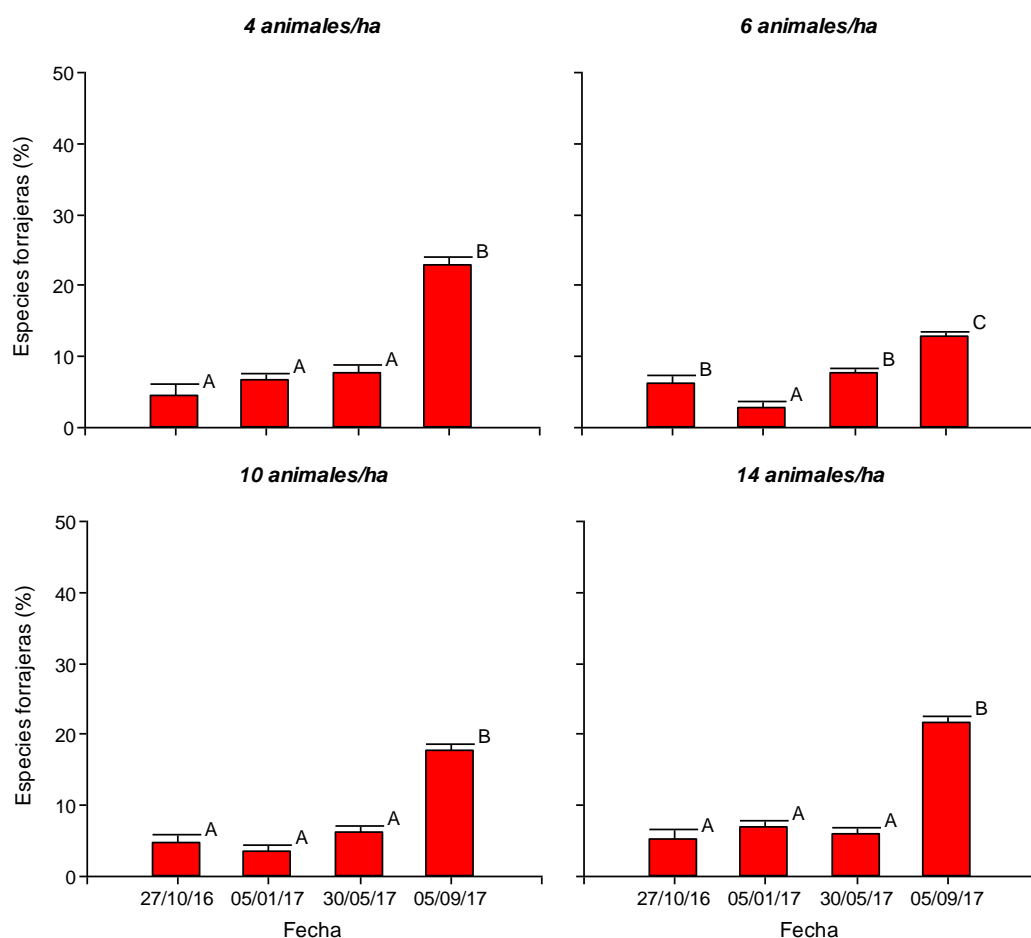 4 animales/ha
6 animales/ha
Especies forrajeras (%)
50
40
30
20
10
0
A
A
A
B
B
A
B
C
10 animales/ha
14 animales/ha
Especies forrajeras (%)
50
40
30
20
10
0
A
A
A
B
A
A
A
B
27/10/16 05/01/17 30/05/17 05/09/17
27/10/16 05/01/17 30/05/17 05/09/17
Fecha
Fecha